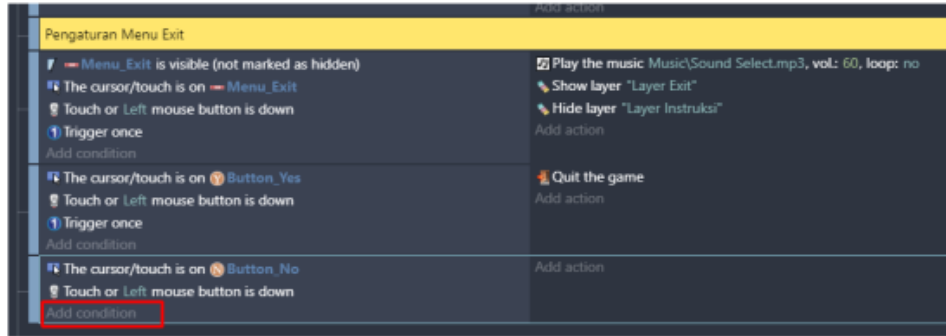 Add action
Pengaturan Menu Exit
Menu_Exit is visible (not marked as hidden)
Play the music Music\Sound Select.mp3, vol.: 60, loop: no
The cursor/touch is on Menu_Exit
Show layer "Layer Exit"
Touch or Left mouse button is down
Hide layer "Layer Instruksi"
Trigger once
Add action
Add condition
The cursor/touch is on Button_Yes
Quit the game
Touch or Left mouse button is down
Add action
Trigger once
Add condition
The cursor/touch is on Button_No
Add action
Touch or Left mouse button is down
Add condition